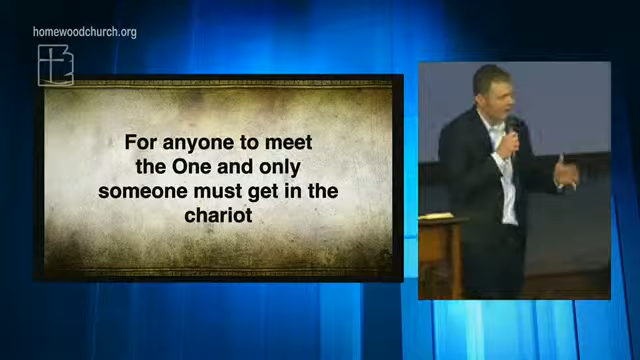 homewoodchurch.org
For anyone to meet
the One and only
someone must get in the
chariot